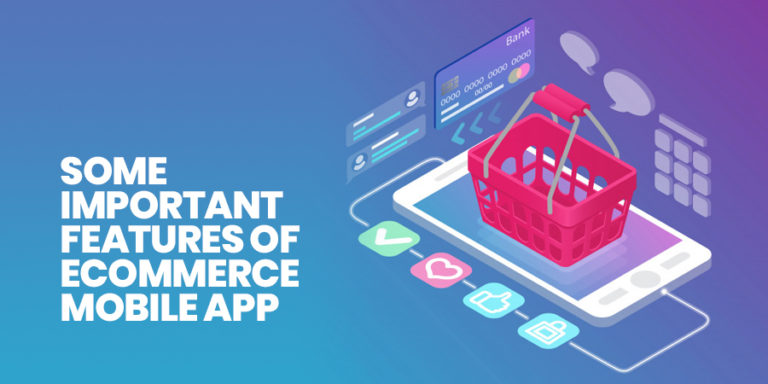 SOME
IMPORTANT
FEATURES OF
ECOMMERCE
MOBILE APP
Bank
0000 0000 0000 0000
00/00